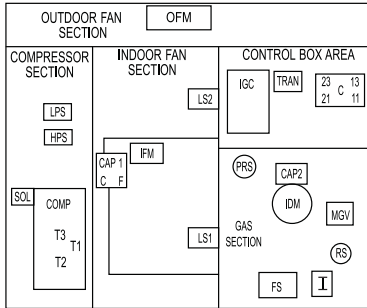 OUTDOOR FAN
SECTION
OFM
COMPRESSOR
SECTION
INDOOR FAN
SECTION
CONTROL BOX AREA
LPS
HPS
SOL
COMP
T3
T1
T2
CAP 1
C F
IFM
LS2
LS1
IGC
TRAN
23 13
C
21 11
PRS
CAP2
IDM
MGV
GAS
SECTION
RS
FS
I